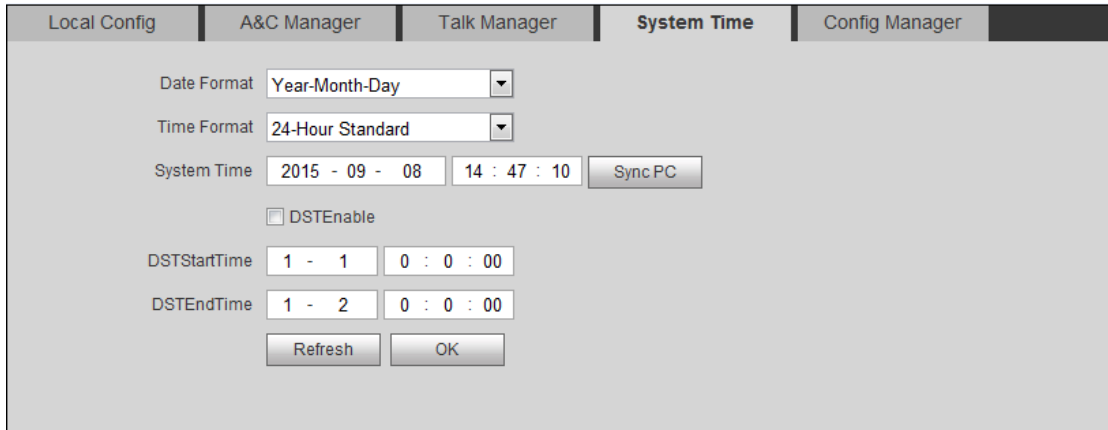 Local Config A&C Manager Talk Manager System Time Config Manager
Date Format Year-Month-Day
Time Format 24-Hour Standard
System Time 2015 - 09 - 08 14 : 47 : 10 Sync PC
DSTEnable
DSTStartTime 1 - 1 0 : 0 : 00
DSTEndTime 1 - 2 0 : 0 : 00
Refresh OK